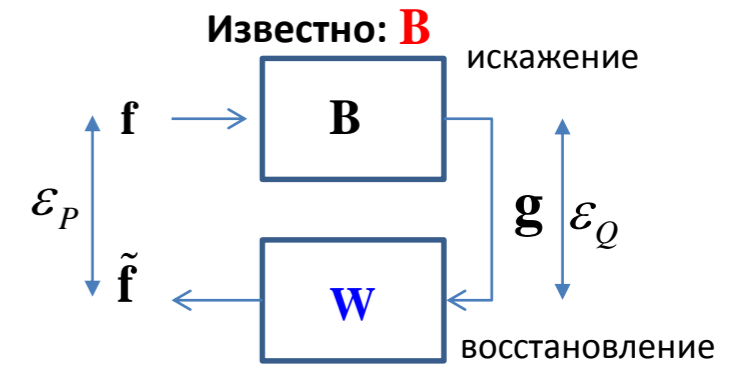 Известно: B
искажение
f
B
ε_P
g
ε_Q
f̃
W
восстановление